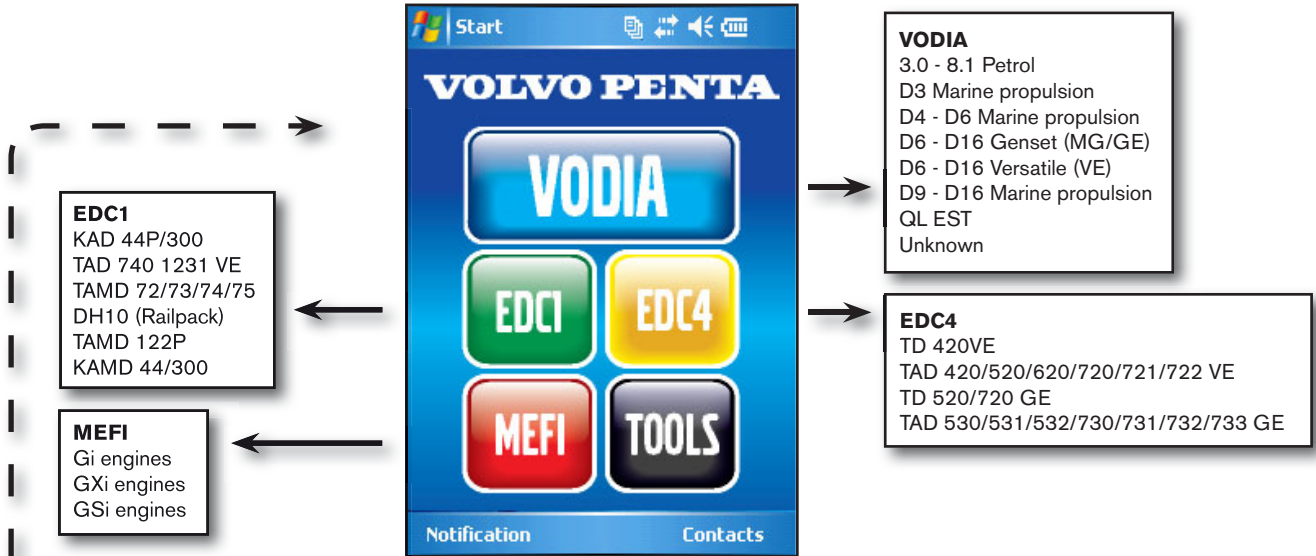 Start
VOLVO PENTA
VODIA
EDC1
EDC4
MEFI
TOOLS
Notification
Contacts
EDC1
KAD 44P/300
TAD 740 1231 VE
TAMD 72/73/74/75
DH10 (Railpack)
TAMD 122P
KAMD 44/300
MEFI
Gi engines
GXi engines
GSi engines
VODIA
3.0 - 8.1 Petrol
D3 Marine propulsion
D4 - D6 Marine propulsion
D6 - D16 Genset (MG/GE)
D6 - D16 Versatile (VE)
D9 - D16 Marine propulsion
QL EST
Unknown
EDC4
TD 420VE
TAD 420/520/620/720/721/722 VE
TD 520/720 GE
TAD 530/531/532/730/731/732/733 GE